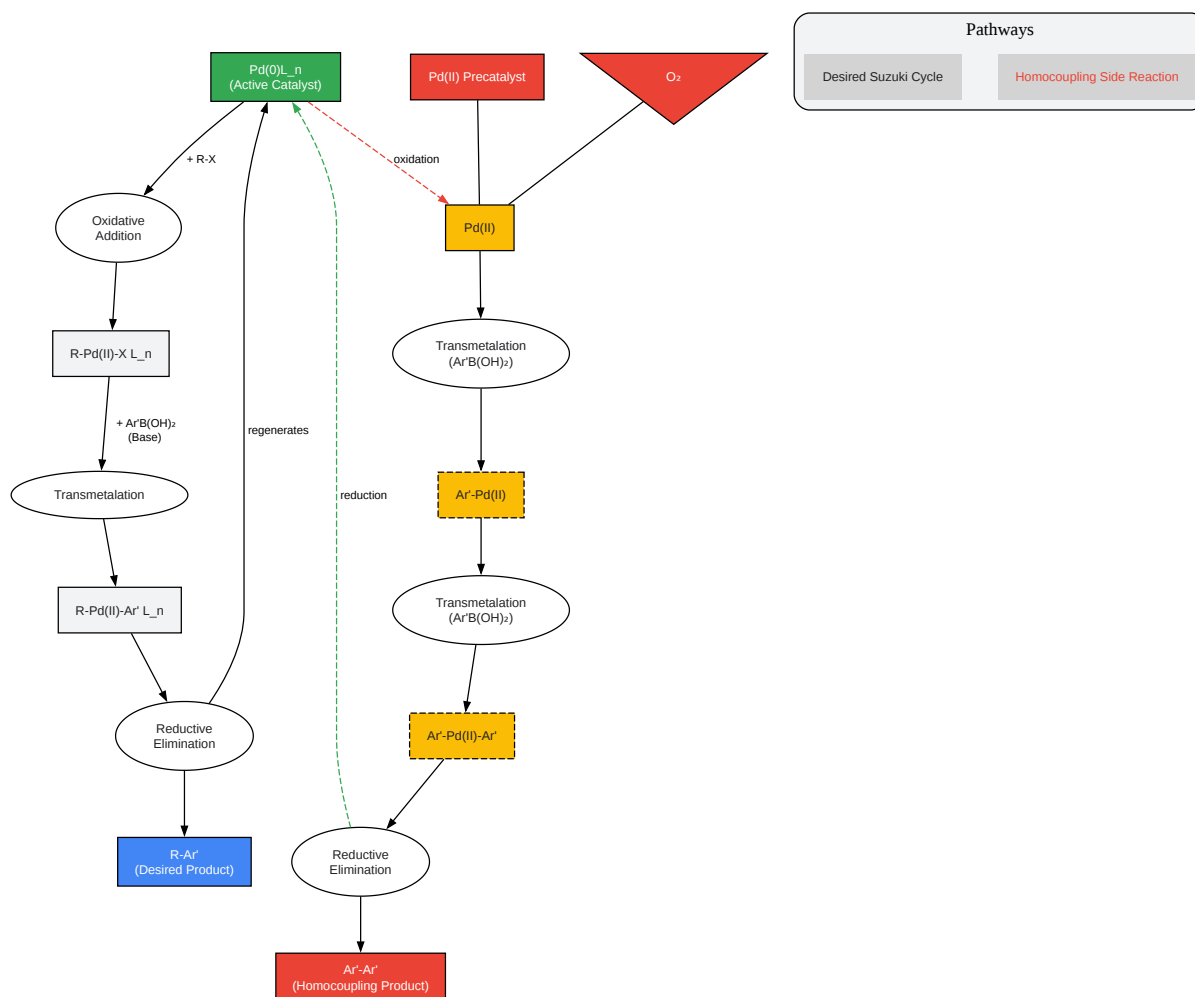 Pathways
Desired Suzuki Cycle
Homocoupling Side Reaction
Pd(0)L_n
(Active Catalyst)
Pd(II) Precatalyst
O₂
+ R-X
oxidation
Oxidative
Addition
Pd(II)
R-Pd(II)-X L_n
Transmetalation
(Ar'B(OH)₂)
+ Ar'B(OH)₂
(Base)
regenerates
Transmetalation
reduction
Ar'-Pd(II)
R-Pd(II)-Ar' L_n
Transmetalation
(Ar'B(OH)₂)
Reductive
Elimination
Ar'-Pd(II)-Ar'
R-Ar'
(Desired Product)
Reductive
Elimination
Ar'-Ar'
(Homocoupling Product)